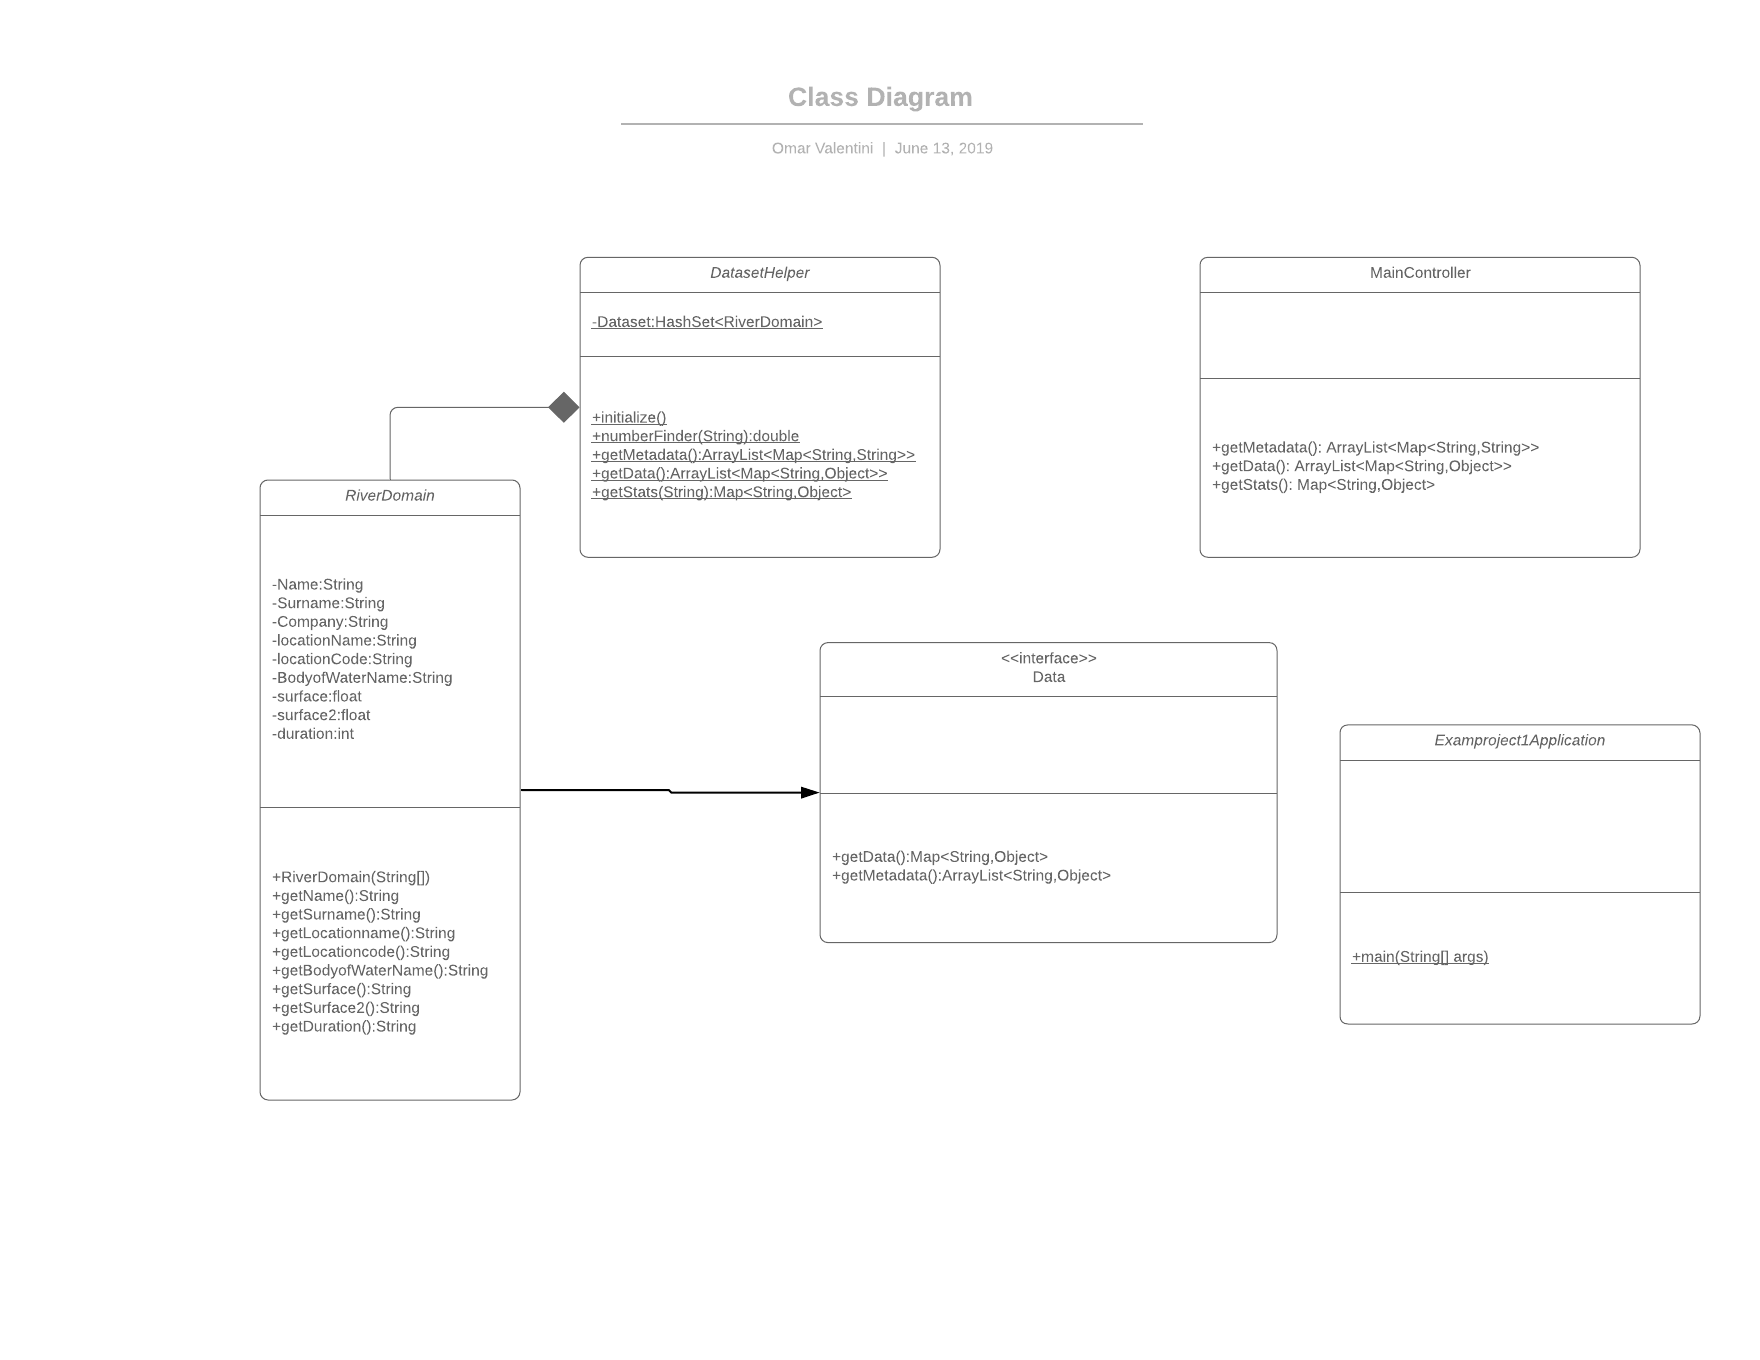 Class Diagram
Omar Valentini | June 13, 2019
DatasetHelper
-Dataset:HashSet<RiverDomain>
+initialize()
+numberFinder(String):double
+getMetadata():ArrayList<Map<String,String>>
+getData():ArrayList<Map<String,Object>>
+getStats(String):Map<String,Object>
MainController
+getMetadata(): ArrayList<Map<String,String>>
+getData(): ArrayList<Map<String,Object>>
+getStats(): Map<String,Object>
RiverDomain
-Name:String
-Surname:String
-Company:String
-locationName:String
-locationCode:String
-BodyofWaterName:String
-surface:float
-surface2:float
-duration:int
+RiverDomain(String[])
+getName():String
+getSurname():String
+getLocationname():String
+getLocationcode():String
+getBodyofWaterName():String
+getSurface():String
+getSurface2():String
+getDuration():String
<<interface>>
Data
+getData():Map<String,Object>
+getMetadata():ArrayList<String,Object>
Examproject1Application
+main(String[] args)